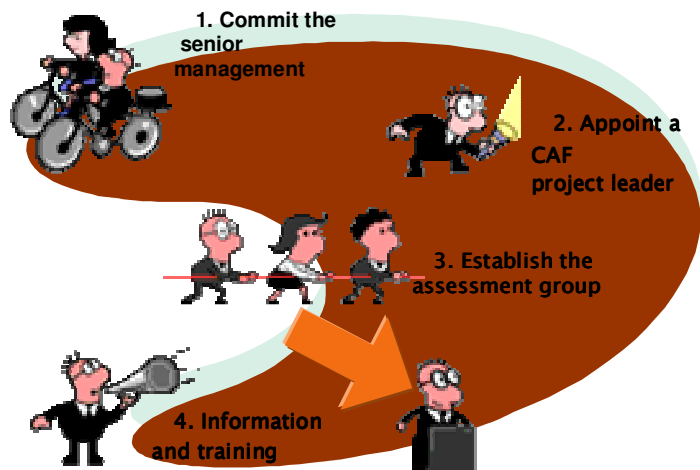 1. Commit the
senior
management
2. Appoint a
CAF
project leader
3. Establish the
assessment group
4. Information
and training